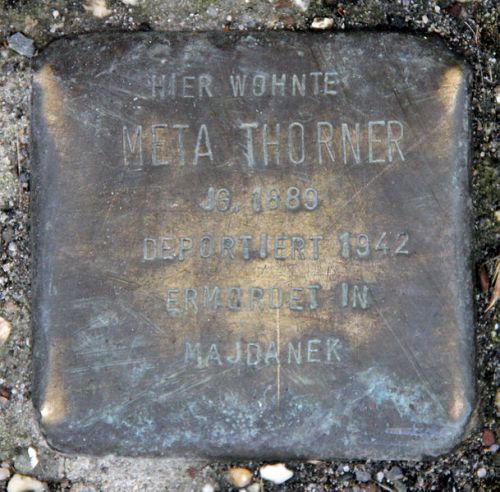 HIER WOHNTE
META THORNER
JG. 1889
DEPORTIERT 1942
ERMORDET IN
MAJDANEK